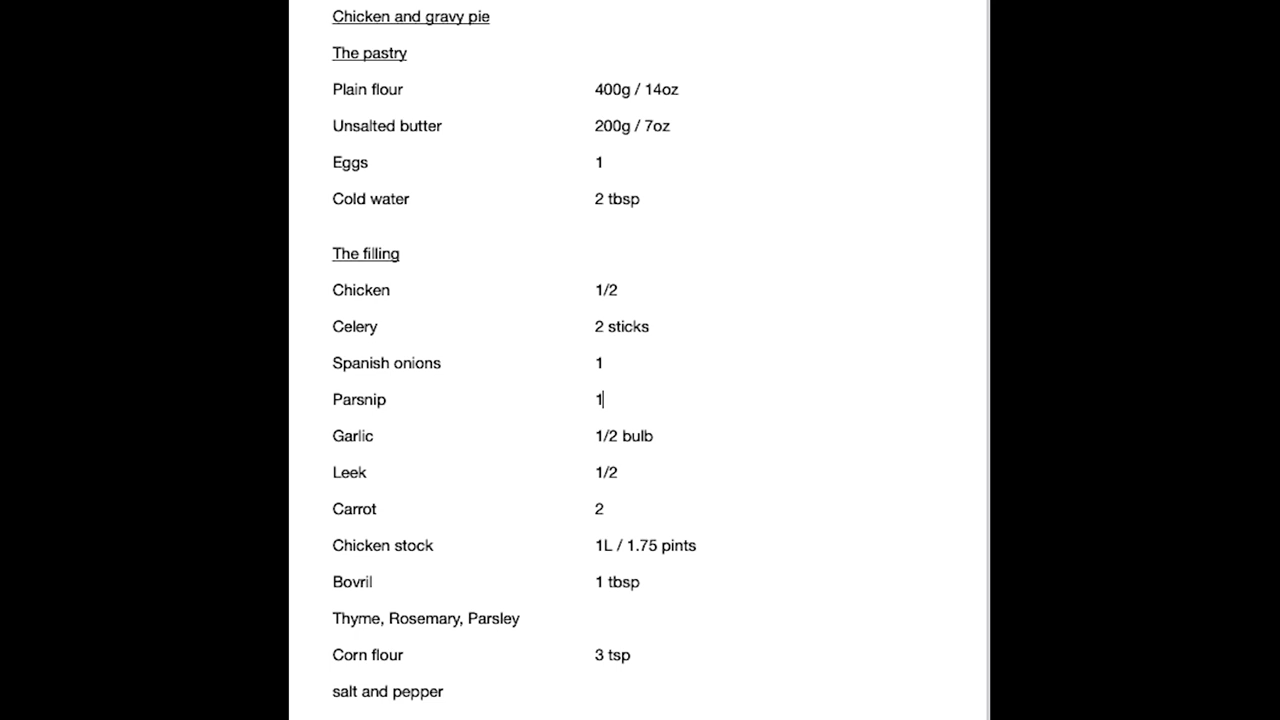 Chicken and gravy pie
The pastry
Plain flour 400g / 14oz
Unsalted butter 200g / 7oz
Eggs 1
Cold water 2 tbsp
The filling
Chicken 1/2
Celery 2 sticks
Spanish onions 1
Parsnip 1
Garlic 1/2 bulb
Leek 1/2
Carrot 2
Chicken stock 1L / 1.75 pints
Bovril 1 tbsp
Thyme, Rosemary, Parsley
Corn flour 3 tsp
salt and pepper